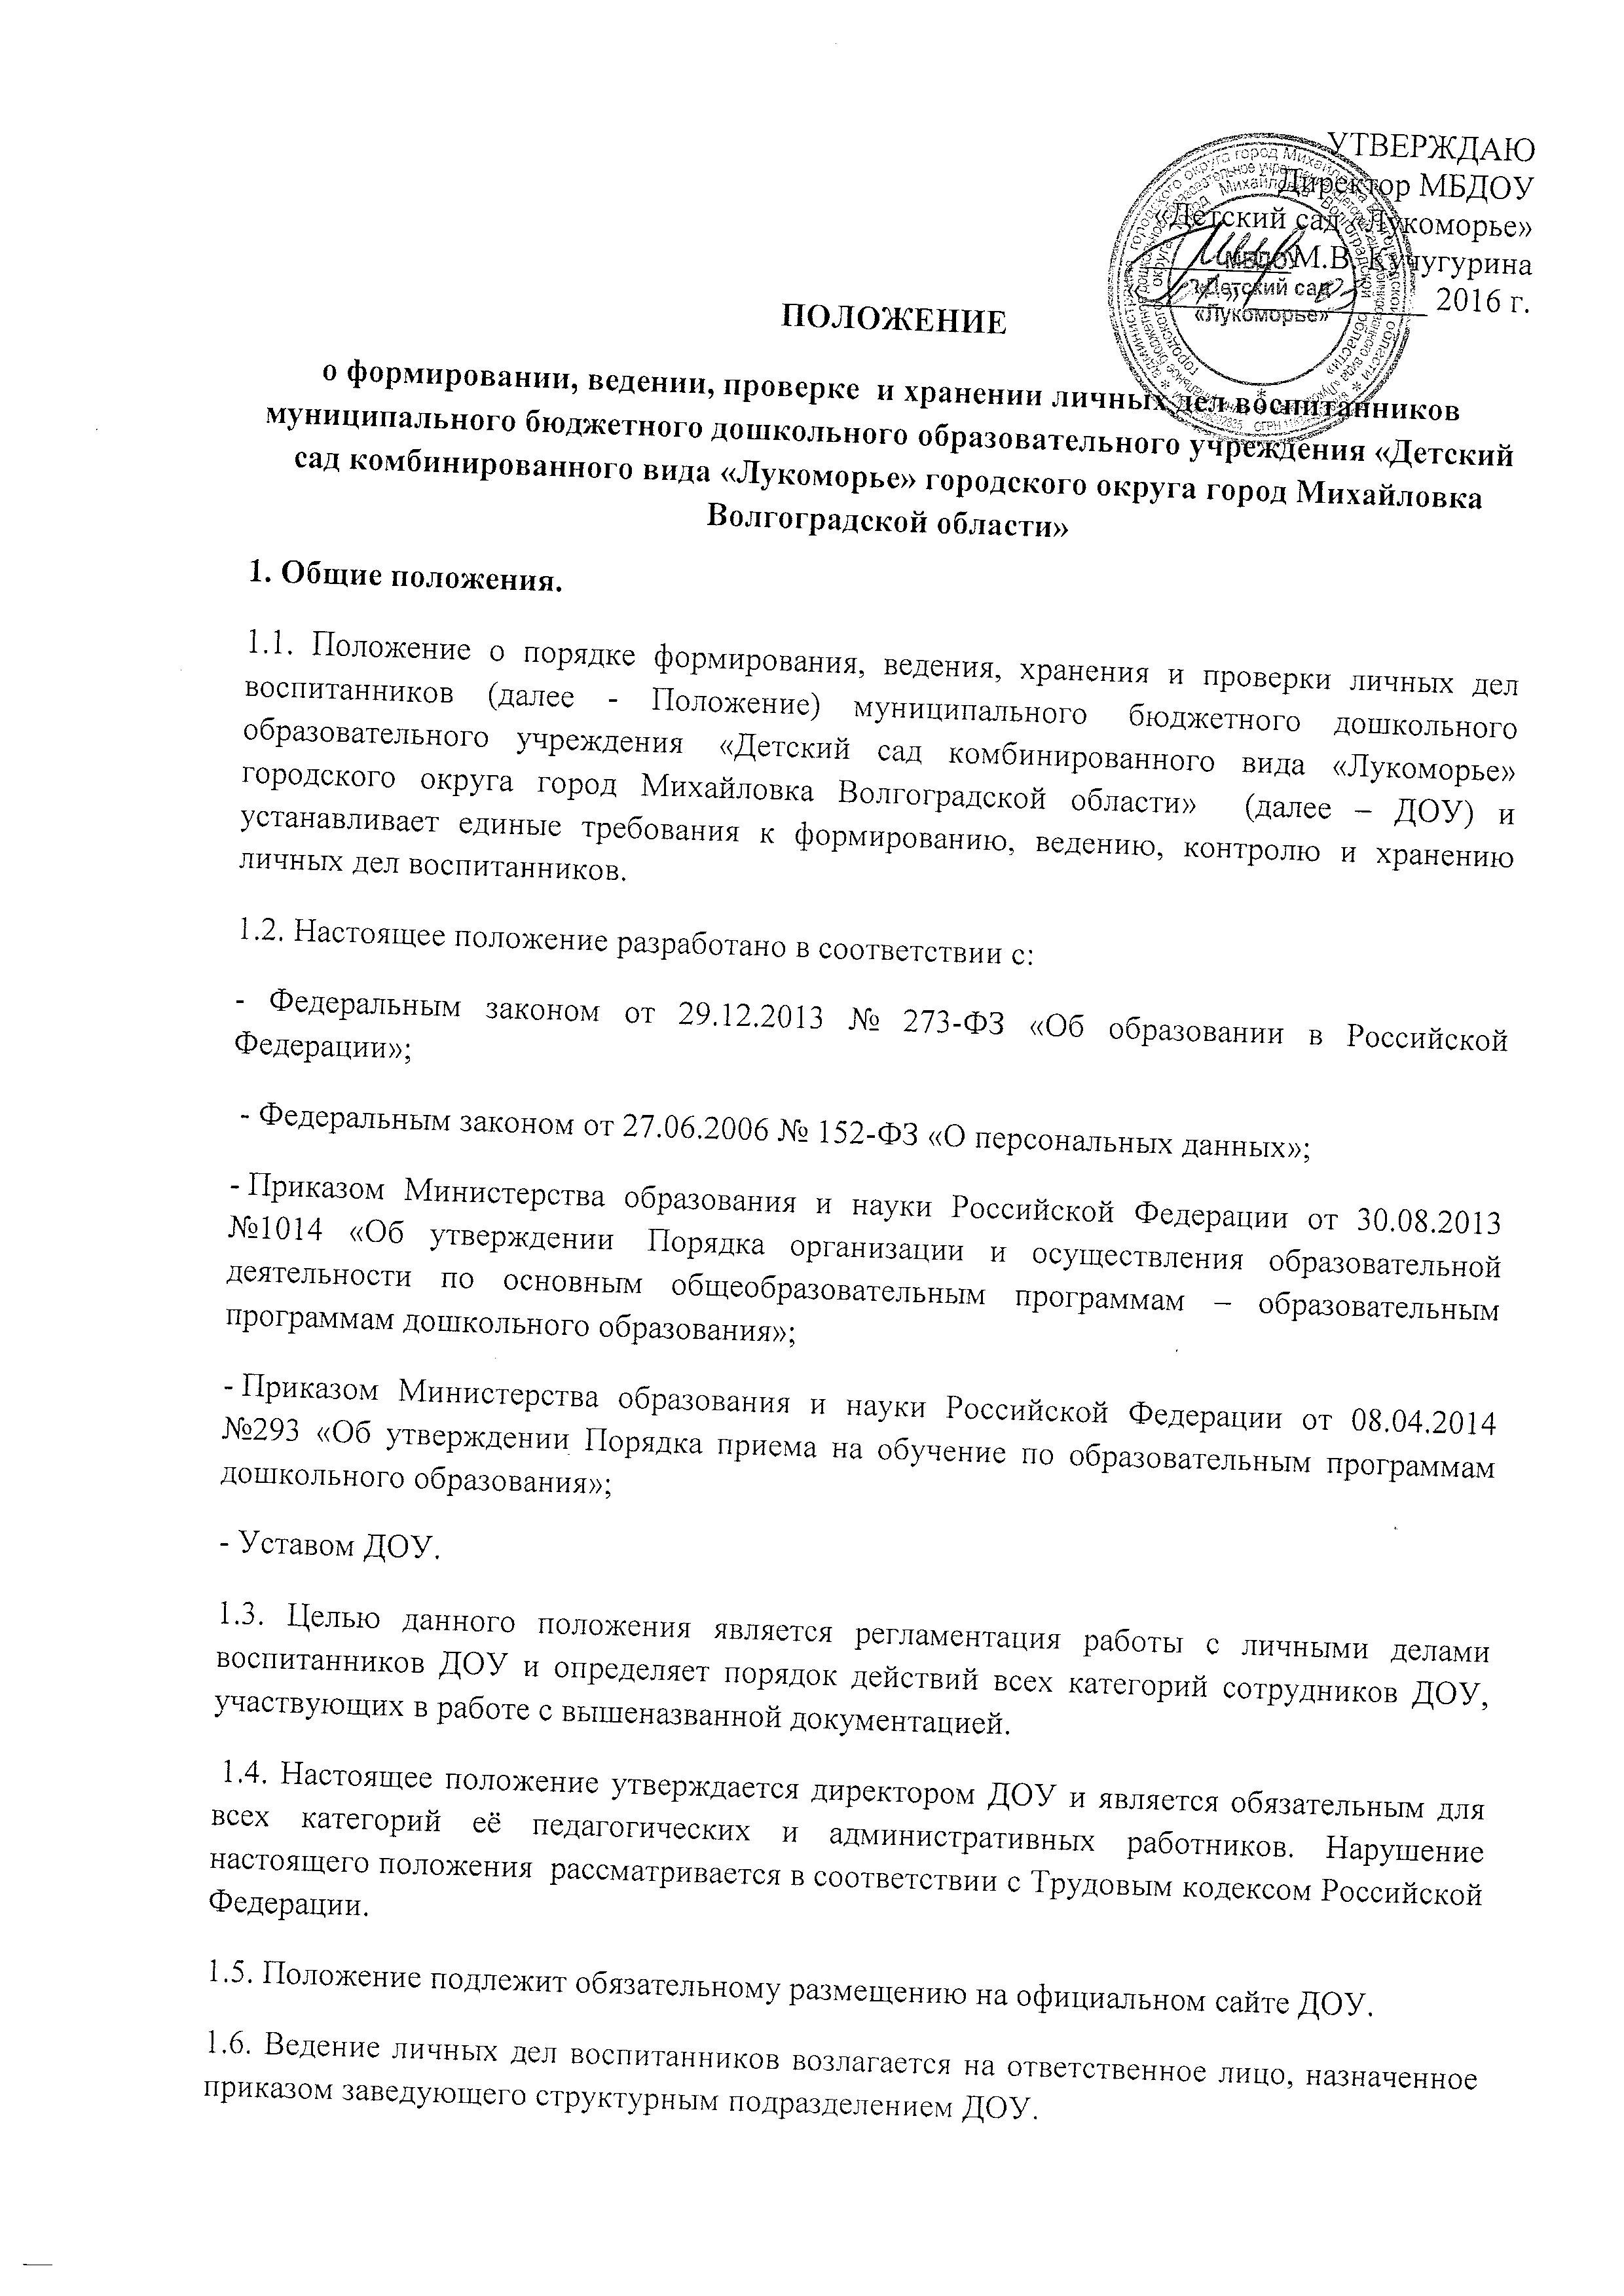 УТВЕРЖДАЮ
Директор МБДОУ
«Детский сад «Лукоморье»
М.В. Кучугурина
2016 г.
МБДОУ
«Детский сад
«Лукоморье»
ПОЛОЖЕНИЕ
о формировании, ведении, проверке и хранении личных дел воспитанников
муниципального бюджетного дошкольного образовательного учреждения «Детский
сад комбинированного вида «Лукоморье» городского округа город Михайловка
Волгоградской области»
1. Общие положения.
1.1. Положение о порядке формирования, ведения, хранения и проверки личных дел
воспитанников (далее - Положение) муниципального бюджетного дошкольного
образовательного учреждения «Детский сад комбинированного вида «Лукоморье»
городского округа город Михайловка Волгоградской области» (далее – ДОУ) и
устанавливает единые требования к формированию, ведению, контролю и хранению
личных дел воспитанников.
1.2. Настоящее положение разработано в соответствии с:
- Федеральным законом от 29.12.2013 № 273-ФЗ «Об образовании в Российской
Федерации»;
- Федеральным законом от 27.06.2006 № 152-ФЗ «О персональных данных»;
- Приказом Министерства образования и науки Российской Федерации от 30.08.2013
№1014 «Об утверждении Порядка организации и осуществления образовательной
деятельности по основным общеобразовательным программам – образовательным
программам дошкольного образования»;
- Приказом Министерства образования и науки Российской Федерации от 08.04.2014
№293 «Об утверждении Порядка приема на обучение по образовательным программам
дошкольного образования»;
- Уставом ДОУ.
1.3. Целью данного положения является регламентация работы с личными делами
воспитанников ДОУ и определяет порядок действий всех категорий сотрудников ДОУ,
участвующих в работе с вышеназванной документацией.
1.4. Настоящее положение утверждается директором ДОУ и является обязательным для
всех категорий её педагогических и административных работников. Нарушение
настоящего положения рассматривается в соответствии с Трудовым кодексом Российской
Федерации.
1.5. Положение подлежит обязательному размещению на официальном сайте ДОУ.
1.6. Ведение личных дел воспитанников возлагается на ответственное лицо, назначенное
приказом заведующего структурным подразделением ДОУ.